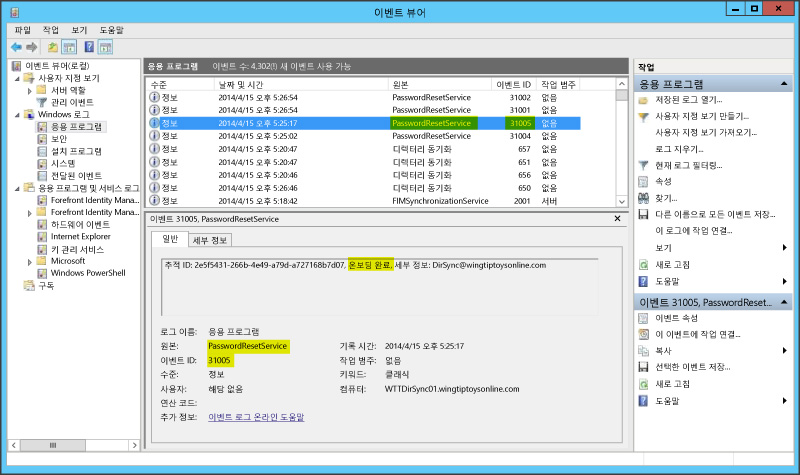 이벤트 뷰어
파일 작업 보기 도움말
이벤트 뷰어(로컬)
사용자 지정 보기
서버 역할
관리 이벤트
Windows 로그
응용 프로그램
보안
설치 프로그램
시스템
전달된 이벤트
응용 프로그램 및 서비스 로그
Forefront Identity Mana...
Forefront Identity Mana...
하드웨어 이벤트
Internet Explorer
키 관리 서비스
Microsoft
Windows PowerShell
구독
응용 프로그램 이벤트 수: 4,302(!) 새 이벤트 사용 가능
수준 날짜 및 시간 원본 이벤트 ID 작업 범주
정보 2014/4/15 오후 5:26:54 PasswordResetService 31002 없음
정보 2014/4/15 오후 5:26:54 PasswordResetService 31001 없음
정보 2014/4/15 오후 5:25:17 PasswordResetService 31005 없음
정보 2014/4/15 오후 5:25:02 PasswordResetService 31004 없음
정보 2014/4/15 오후 5:20:47 디렉터리 동기화 657 없음
정보 2014/4/15 오후 5:20:47 디렉터리 동기화 651 없음
정보 2014/4/15 오후 5:20:46 디렉터리 동기화 656 없음
정보 2014/4/15 오후 5:26:46 디렉터리 동기화 650 없음
정보 2014/4/15 오후 5:18:42 FIMSynchronizationService 2001 서버
이벤트 31005, PasswordResetService
일반 세부 정보
추적 ID: 2e5f5431-266b-4e49-a79d-a727168b7d07, 온보딩 완료, 세부 정보: DirSync@wingtiptoysonline.com
로그 이름: 응용 프로그램
원본: PasswordResetService 기록 시간: 2014/4/15 오후 5:25:17
이벤트 ID: 31005 작업 범주: 없음
수준: 정보 키워드: 클래식
사용자: 해당 없음 컴퓨터: WTTDirSync01.wingtiptoysonline.com
연산 코드:
추가 정보: 이벤트 로그 온라인 도움말
작업
응용 프로그램
저장된 로그 열기...
사용자 지정 보기 만들기...
사용자 지정 보기 가져오기...
로그 지우기...
현재 로그 필터링...
속성
찾기...
다른 이름으로 모든 이벤트 저장...
이 로그에 작업 연결...
보기
새로 고침
도움말
이벤트 31005, PasswordReset...
이벤트 속성
이 이벤트에 작업 연결...
복사
선택한 이벤트 저장...
새로 고침
도움말